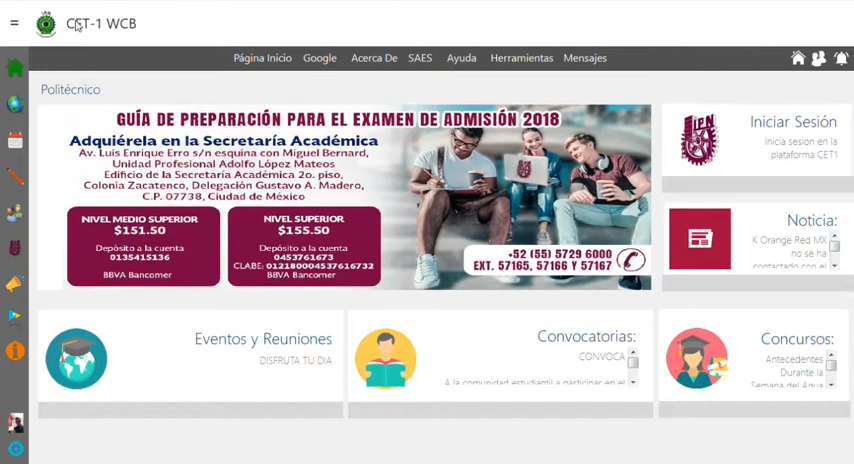 CET-1 WCB
Página Inicio Google Acerca De SAES Ayuda Herramientas Mensajes
Politécnico
GUÍA DE PREPARACIÓN PARA EL EXAMEN DE ADMISIÓN 2018
Adquiérela en la Secretaría Académica
Av. Luis Enrique Erro s/n esquina con Miguel Bernard,
Unidad Profesional Adolfo López Mateos
Edificio de la Secretaría Académica 2o. piso,
Colonia Zacatenco, Delegación Gustavo A. Madero,
C.P. 07738, Ciudad de México
NIVEL MEDIO SUPERIOR
$151.50
Depósito a la cuenta
0135415136
BBVA Bancomer
NIVEL SUPERIOR
$155.50
Depósito a la cuenta
0453761673
CLABE: 012180004537616732
BBVA Bancomer
+52 (55) 5729 6000
EXT. 57165, 57166 Y 57167
IPN
Iniciar Sesión
Inicia sesion en la
plataforma CET1
Noticia:
K Orange Red MX
no se ha
contactado con el
Eventos y Reuniones
DISFRUTA TU DIA
Convocatorias:
CONVOCA
A la comunidad estudiantil a participar en el
Concursos:
Antecedentes
Durante la
Semana del Agua